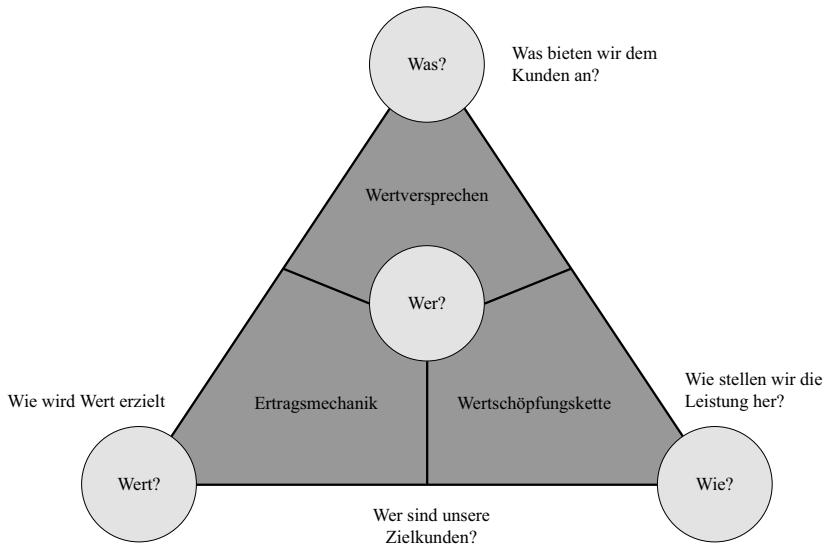 Was?
Was bieten wir dem
Kunden an?
Wertversprechen
Wer?
Ertragsmechanik
Wertschöpfungskette
Wie wird Wert erzielt
Wie stellen wir die
Leistung her?
Wert?
Wie?
Wer sind unsere
Zielkunden?